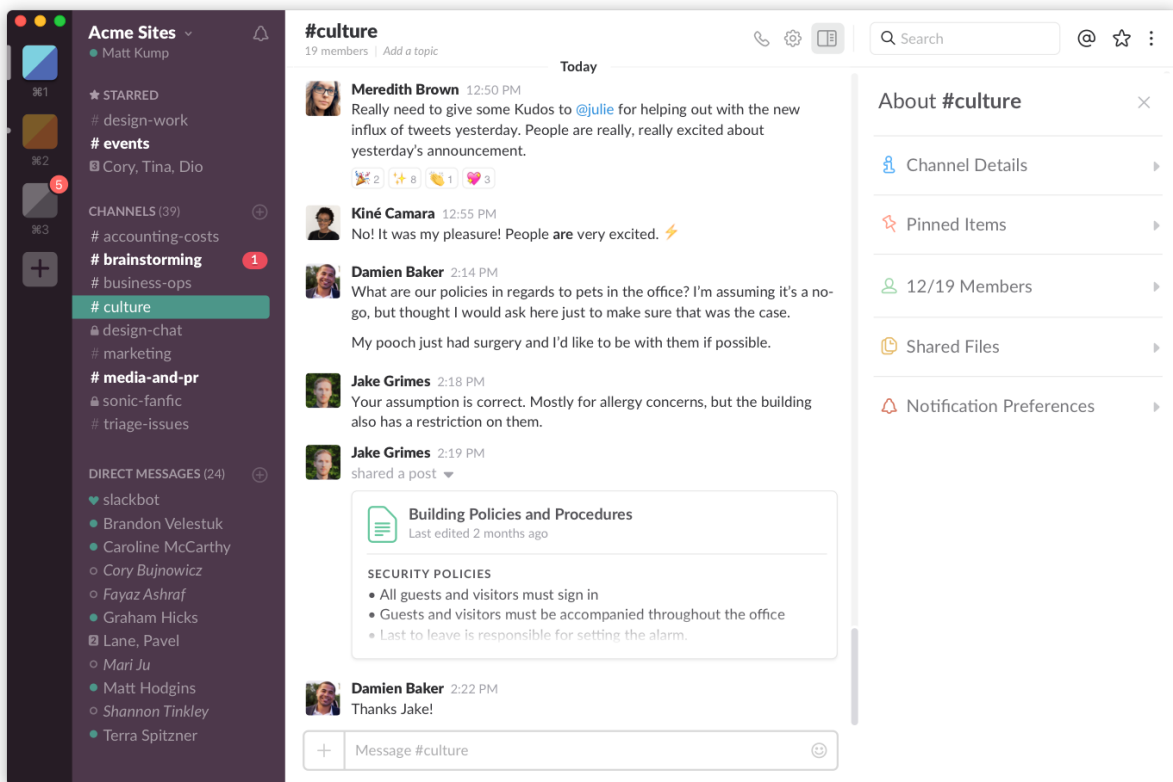 ⌘1
⌘2
5
⌘3
Acme Sites
Matt Kump
STARRED
# design-work
# events
3 Cory, Tina, Dio
CHANNELS (39)
# accounting-costs
# brainstorming 1
# business-ops
# culture
design-chat
# marketing
# media-and-pr
sonic-fanfic
# triage-issues
DIRECT MESSAGES (24)
slackbot
Brandon Velestuk
Caroline McCarthy
Cory Bujnowicz
Fayaz Ashraf
Graham Hicks
2 Lane, Pavel
Mari Ju
Matt Hodgins
Shannon Tinkley
Terra Spitzner
#culture
19 members | Add a topic
Search
Today
Meredith Brown 12:50 PM
Really need to give some Kudos to @julie for helping out with the new
influx of tweets yesterday. People are really, really excited about
yesterday's announcement.
2 8 1 3
Kiné Camara 12:55 PM
No! It was my pleasure! People are very excited. ⚡
Damien Baker 2:14 PM
What are our policies in regards to pets in the office? I'm assuming it's a no-
go, but thought I would ask here just to make sure that was the case.
My pooch just had surgery and I'd like to be with them if possible.
Jake Grimes 2:18 PM
Your assumption is correct. Mostly for allergy concerns, but the building
also has a restriction on them.
Jake Grimes 2:19 PM
shared a post
Building Policies and Procedures
Last edited 2 months ago
SECURITY POLICIES
• All guests and visitors must sign in
• Guests and visitors must be accompanied throughout the office
• Last to leave is responsible for setting the alarm.
Damien Baker 2:22 PM
Thanks Jake!
Message #culture
About #culture
Channel Details
Pinned Items
12/19 Members
Shared Files
Notification Preferences